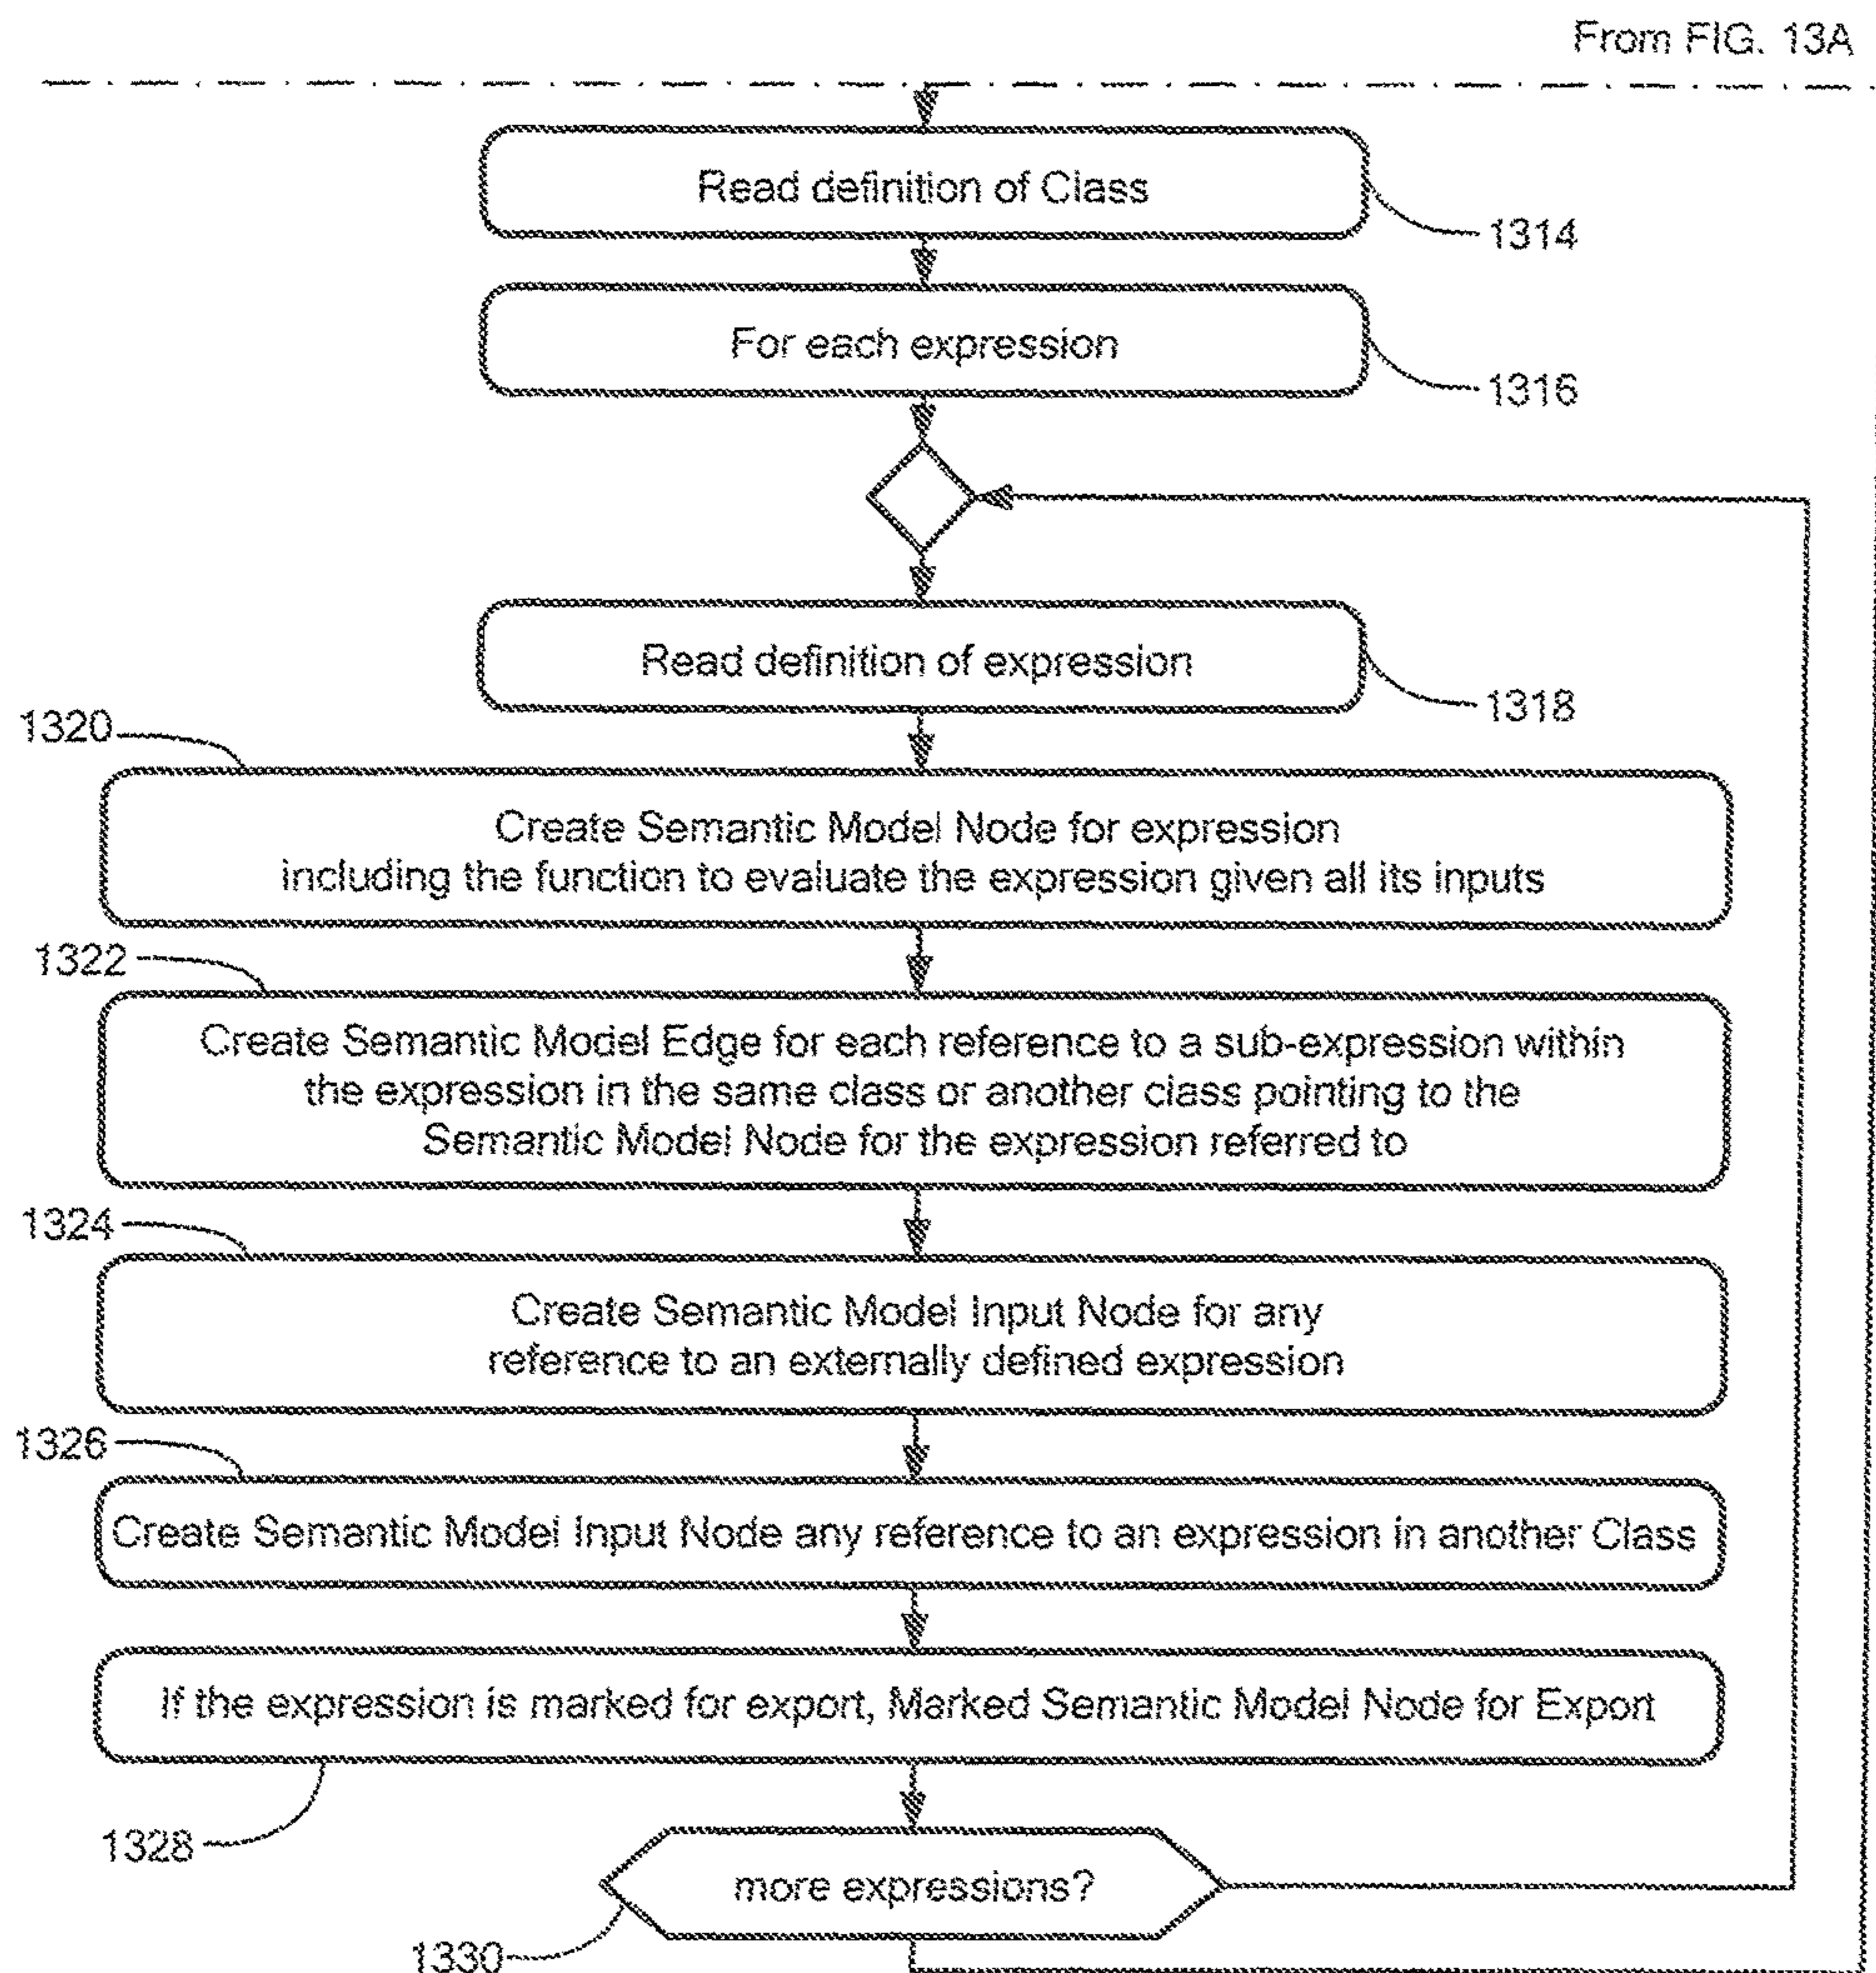 From FIG. 13A
Read definition of Class
1314
For each expression
1316
Read definition of expression
1318
1320
Create Semantic Model Node for expression
including the function to evaluate the expression given all its inputs
1322
Create Semantic Model Edge for each reference to a sub-expression within
the expression in the same class or another class pointing to the
Semantic Model Node for the expression referred to
1324
Create Semantic Model Input Node for any
reference to an externally defined expression
1326
Create Semantic Model Input Node any reference to an expression in another Class
If the expression is marked for export, Marked Semantic Model Node for Export
1328
more expressions?
1330